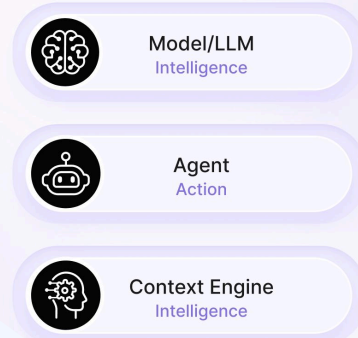 Model/LLM
Intelligence
Agent
Action
Context Engine
Intelligence